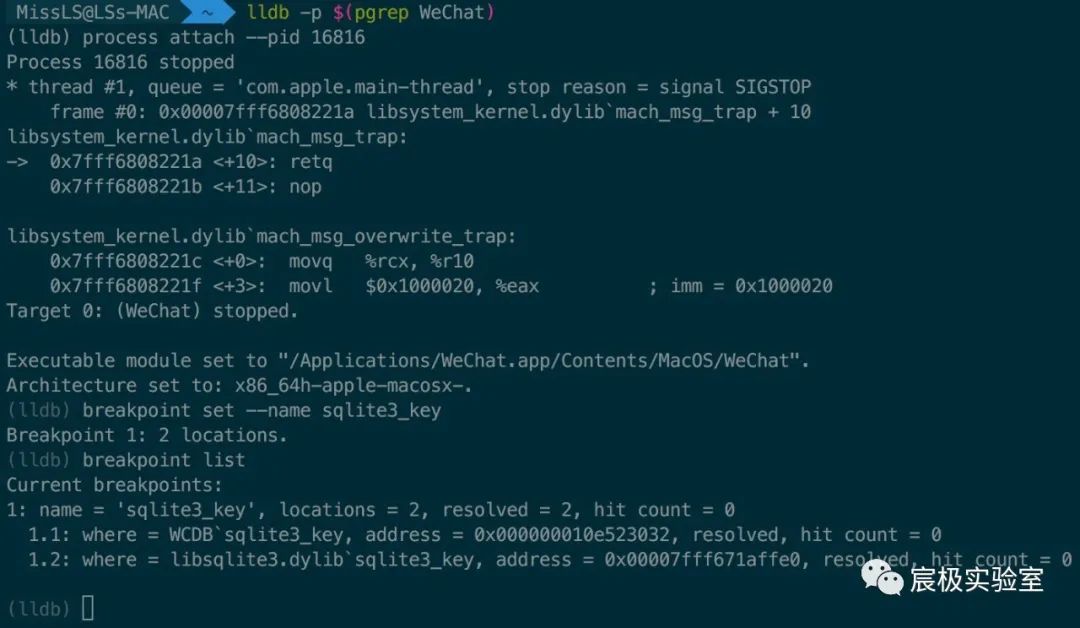 MissLS@LSs-MAC ~ lldb -p $(pgrep WeChat)
(lldb) process attach --pid 16816
Process 16816 stopped
* thread #1, queue = 'com.apple.main-thread', stop reason = signal SIGSTOP
    frame #0: 0x00007fff6808221a libsystem_kernel.dylib`mach_msg_trap + 10
libsystem_kernel.dylib`mach_msg_trap:
->  0x7fff6808221a <+10>: retq
    0x7fff6808221b <+11>: nop
libsystem_kernel.dylib`mach_msg_overwrite_trap:
    0x7fff6808221c <+0>:  movq   %rcx, %r10
    0x7fff6808221f <+3>:  movl   $0x1000020, %eax          ; imm = 0x1000020
Target 0: (WeChat) stopped.
Executable module set to "/Applications/WeChat.app/Contents/MacOS/WeChat".
Architecture set to: x86_64h-apple-macosx-.
(lldb) breakpoint set --name sqlite3_key
Breakpoint 1: 2 locations.
(lldb) breakpoint list
Current breakpoints:
1: name = 'sqlite3_key', locations = 2, resolved = 2, hit count = 0
  1.1: where = WCDB`sqlite3_key, address = 0x000000010e523032, resolved, hit count = 0
  1.2: where = libsqlite3.dylib`sqlite3_key, address = 0x00007fff671affe0, resolved, hit count = 0
宸极实验室
(lldb)